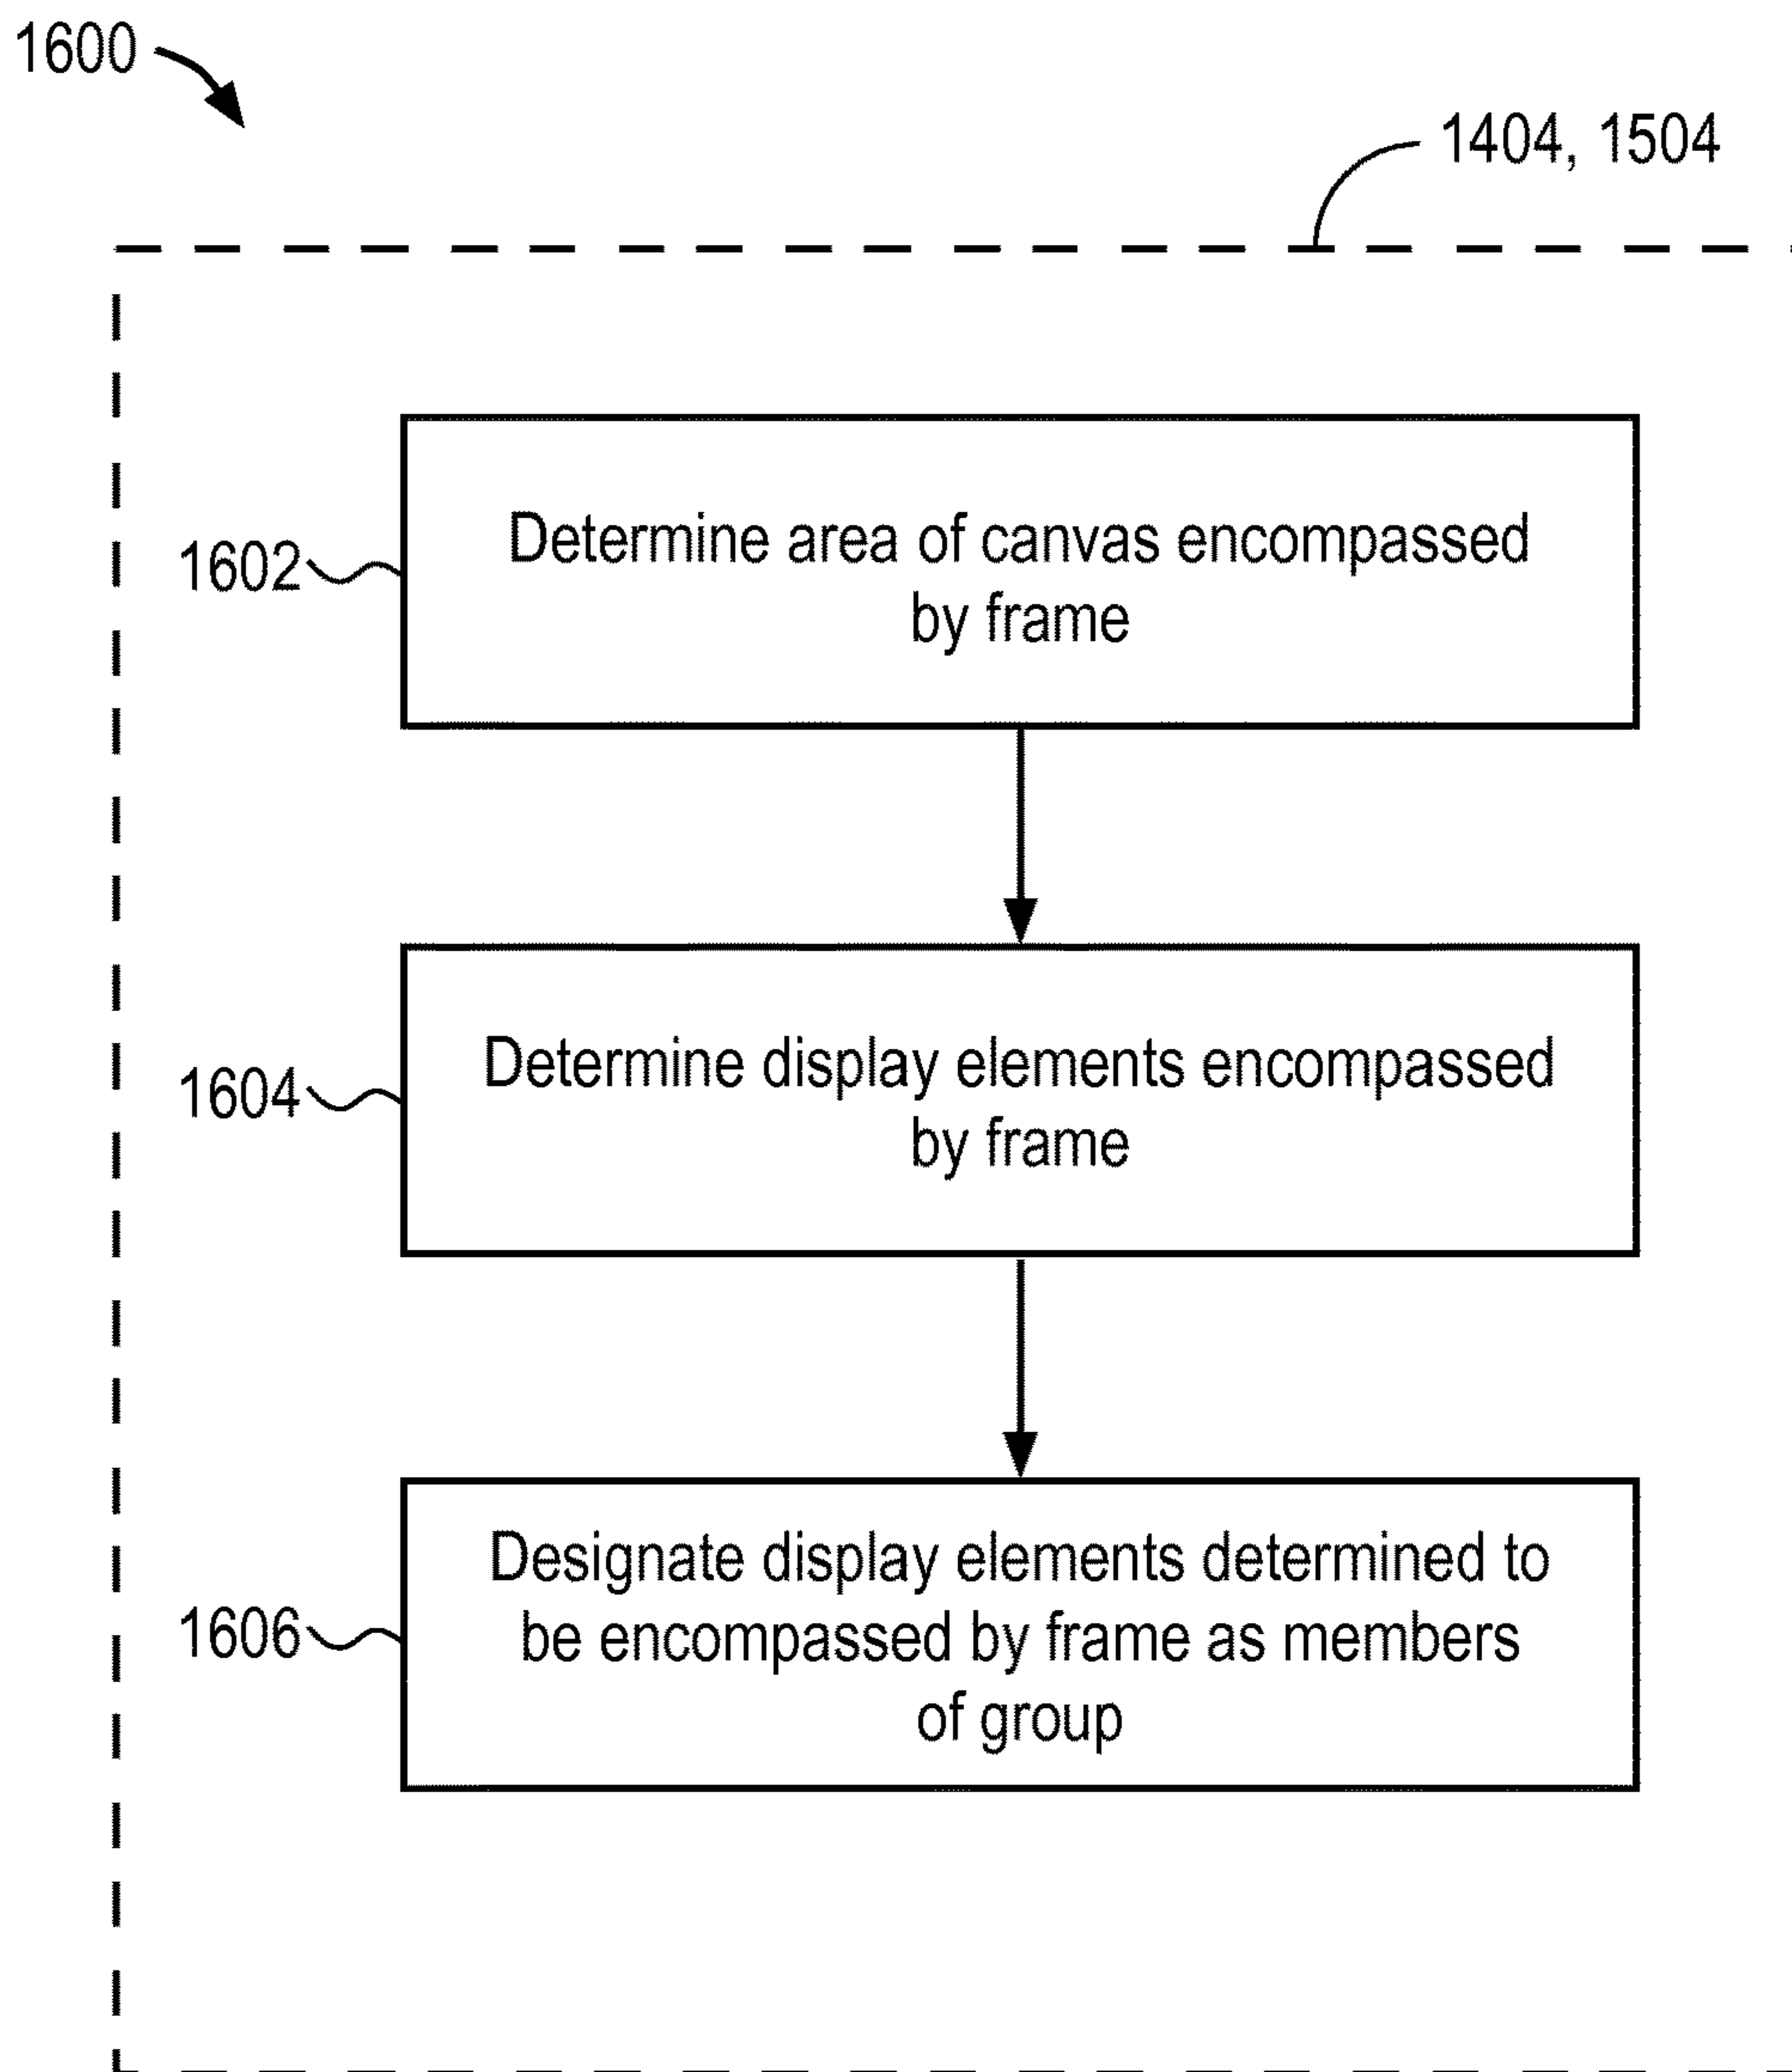 1600
1404, 1504
1602
Determine area of canvas encompassed
by frame
1604
Determine display elements encompassed
by frame
1606
Designate display elements determined to
be encompassed by frame as members
of group